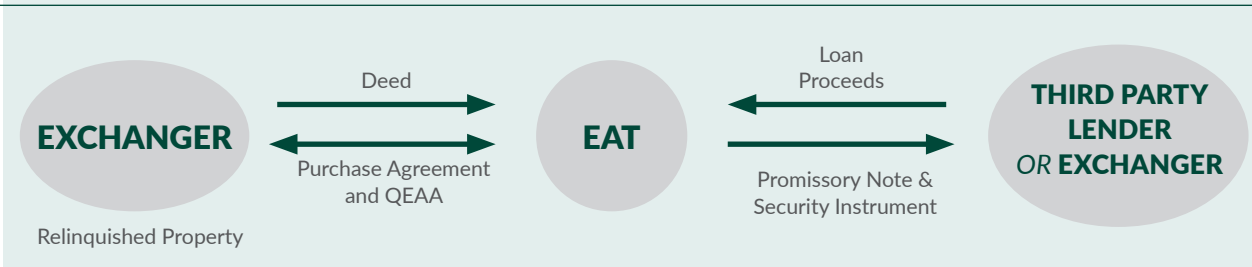 EXCHANGER
Relinquished Property
Deed
Purchase Agreement
and QEAA
EAT
Loan
Proceeds
Promissory Note &
Security Instrument
THIRD PARTY
LENDER
OR EXCHANGER